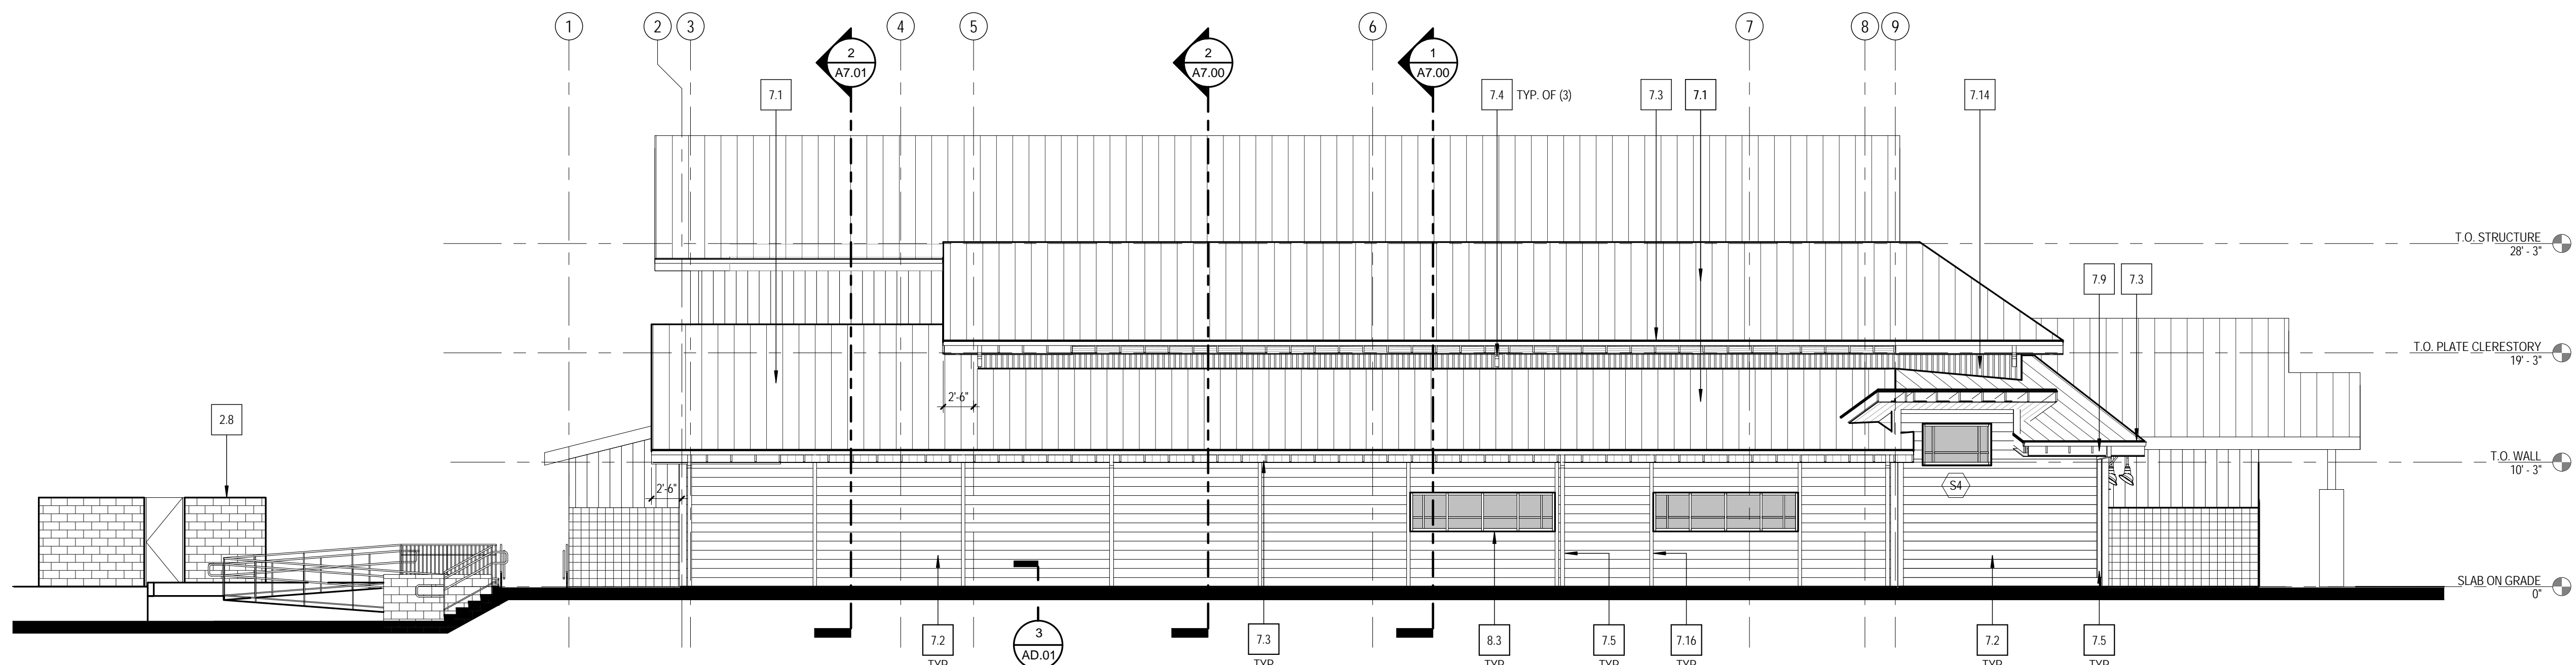 1
2
3
4
5
6
7
8
9
2
A7.01
2
A7.00
1
A7.00
7.1
7.4 TYP. OF (3)
7.3
7.1
7.14
T.O. STRUCTURE
28' - 3"
7.9
7.3
T.O. PLATE CLERESTORY
19' - 3"
2'-6"
2.8
T.O. WALL
10' - 3"
2'-6"
S4
SLAB ON GRADE
0"
7.2
TYP
3
AD.01
7.3
TYP
8.3
TYP
7.5
TYP
7.16
TYP
7.2
TYP
7.5
TYP